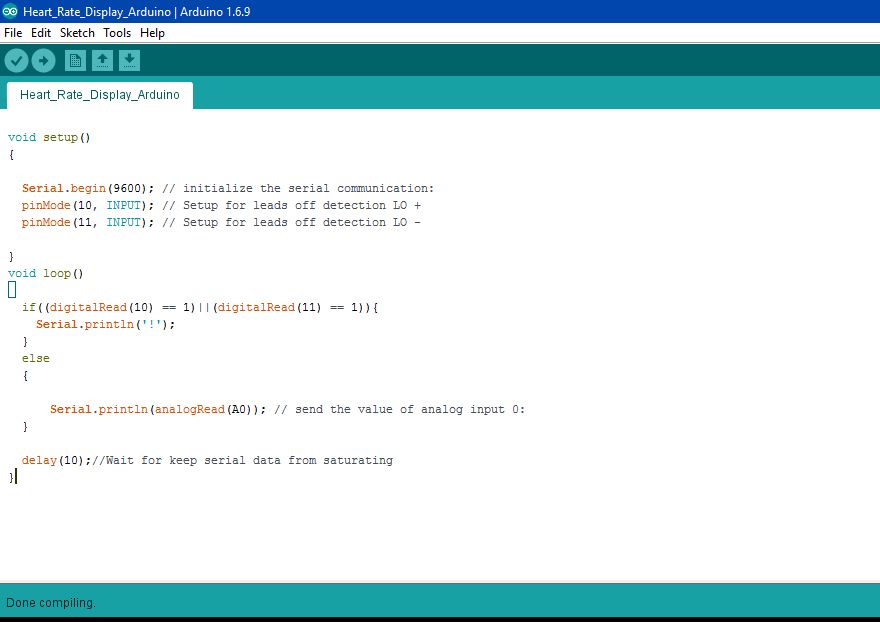 Heart_Rate_Display_Arduino | Arduino 1.6.9
File Edit Sketch Tools Help
Heart_Rate_Display_Arduino
void setup()
{
Serial.begin(9600); // initialize the serial communication:
pinMode(10, INPUT); // Setup for leads off detection LO +
pinMode(11, INPUT); // Setup for leads off detection LO -
}
void loop()
{
if((digitalRead(10) == 1)||(digitalRead(11) == 1)){
Serial.println('!');
}
else
{
Serial.println(analogRead(A0)); // send the value of analog input 0:
}
delay(10);//Wait for keep serial data from saturating
}
Done compiling.